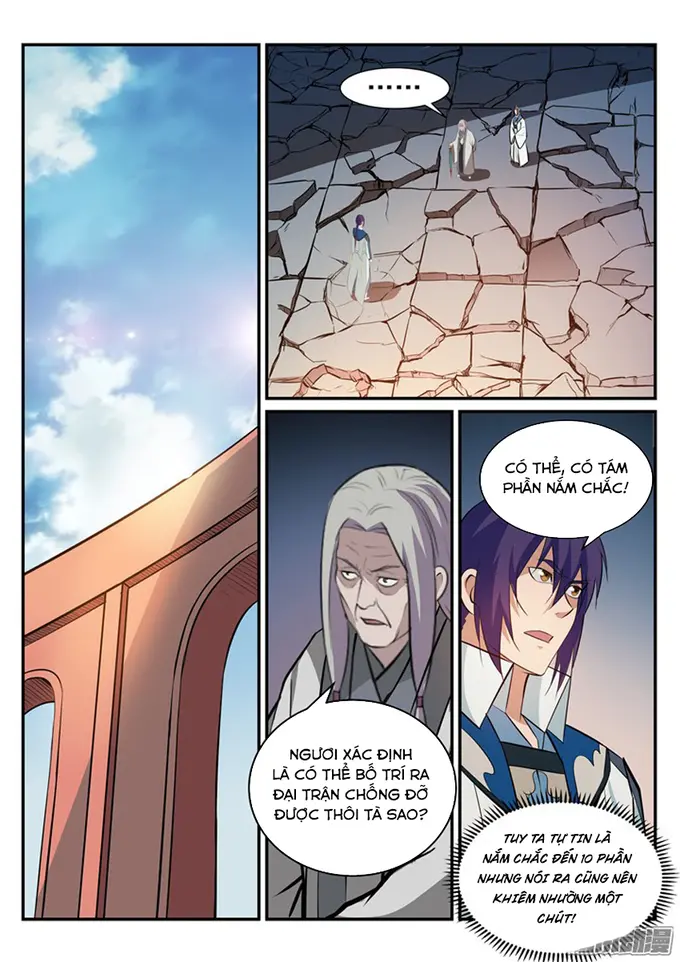 ......
NGƯƠI XÁC ĐỊNH
LÀ CÓ THỂ BỐ TRÍ RA
ĐẠI TRẬN CHỐNG ĐỠ
ĐƯỢC THÔI TÀ SAO?
CÓ THỂ, CÓ TÁM
PHẦN NẮM CHẮC!
TUY TA TỰ TIN LÀ
NẮM CHẮC ĐẾN 10 PHẦN
NHƯNG NÓI RA CŨNG NÊN
KHIÊM NHƯỜNG MỘT
CHÚT!